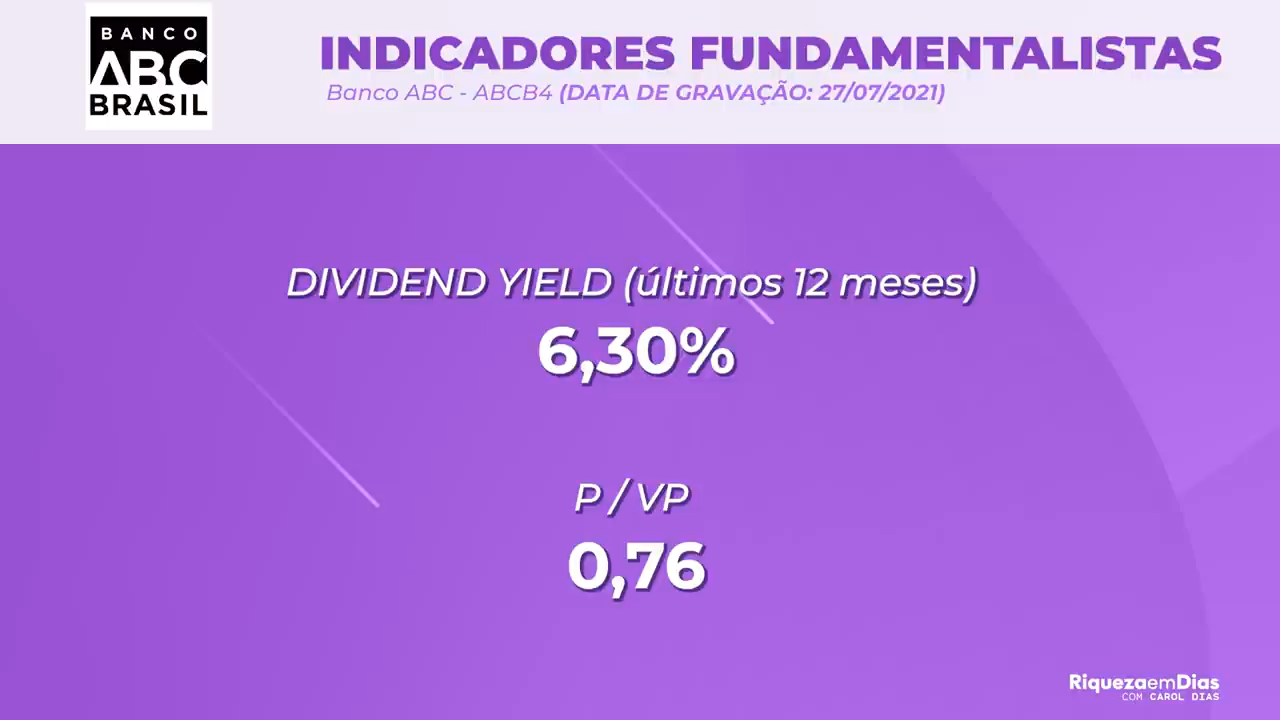 BANCO
ABC
BRASIL
INDICADORES FUNDAMENTALISTAS
Banco ABC - ABCB4 (DATA DE GRAVAÇÃO: 27/07/2021)
DIVIDEND YIELD (últimos 12 meses)
6,30%
P / VP
0,76
RiquezaemDias
COM CAROL DIAS